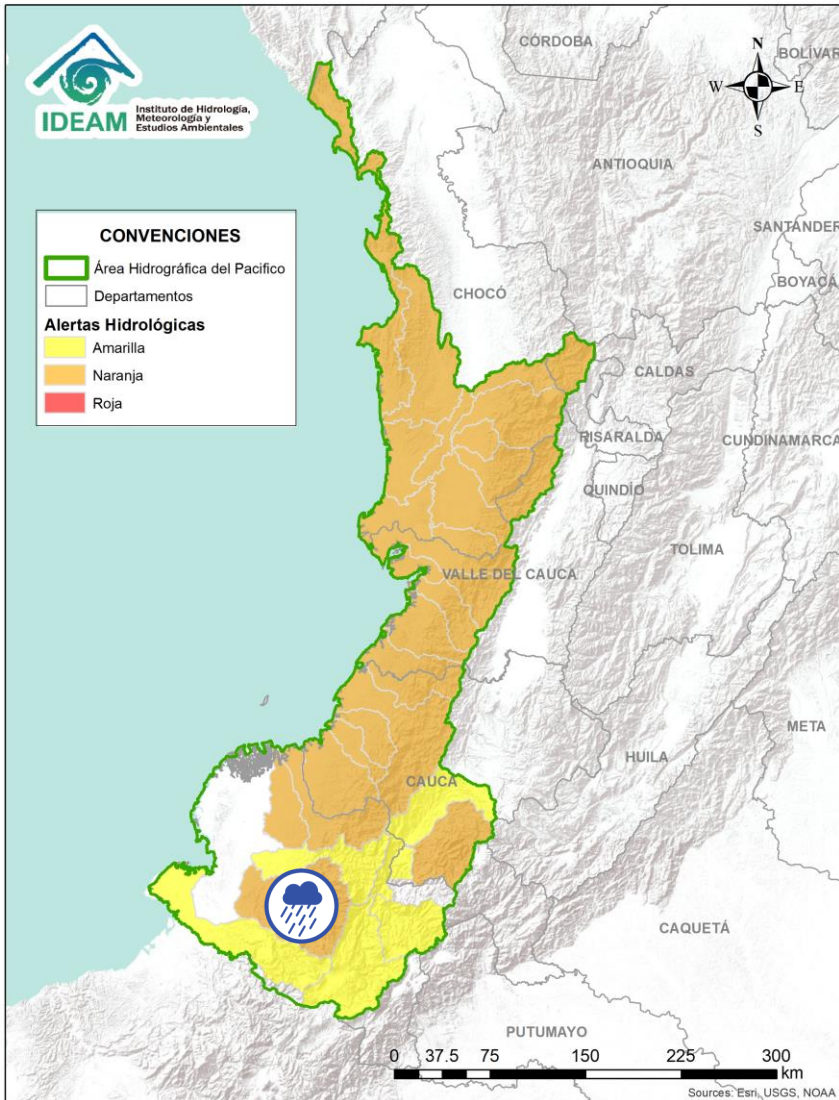 IDEAM
Instituto de Hidrología,
Meteorología y
Estudios Ambientales
CÓRDOBA
BOLÍVAR
N
W
E
S
ANTIOQUIA
SANTANDER
BOYACÁ
CONVENCIONES
Área Hidrográfica del Pacifico
Departamentos
Alertas Hidrológicas
Amarilla
Naranja
Roja
CHOCÓ
CALDAS
RISARALDA
CUNDINAMARCA
QUINDÍO
TOLIMA
VALLE DEL CAUCA
META
HUILA
CAUCA
CAQUETÁ
PUTUMAYO
0 37.5 75 150 225 300
km
Sources: Esri, USGS, NOAA